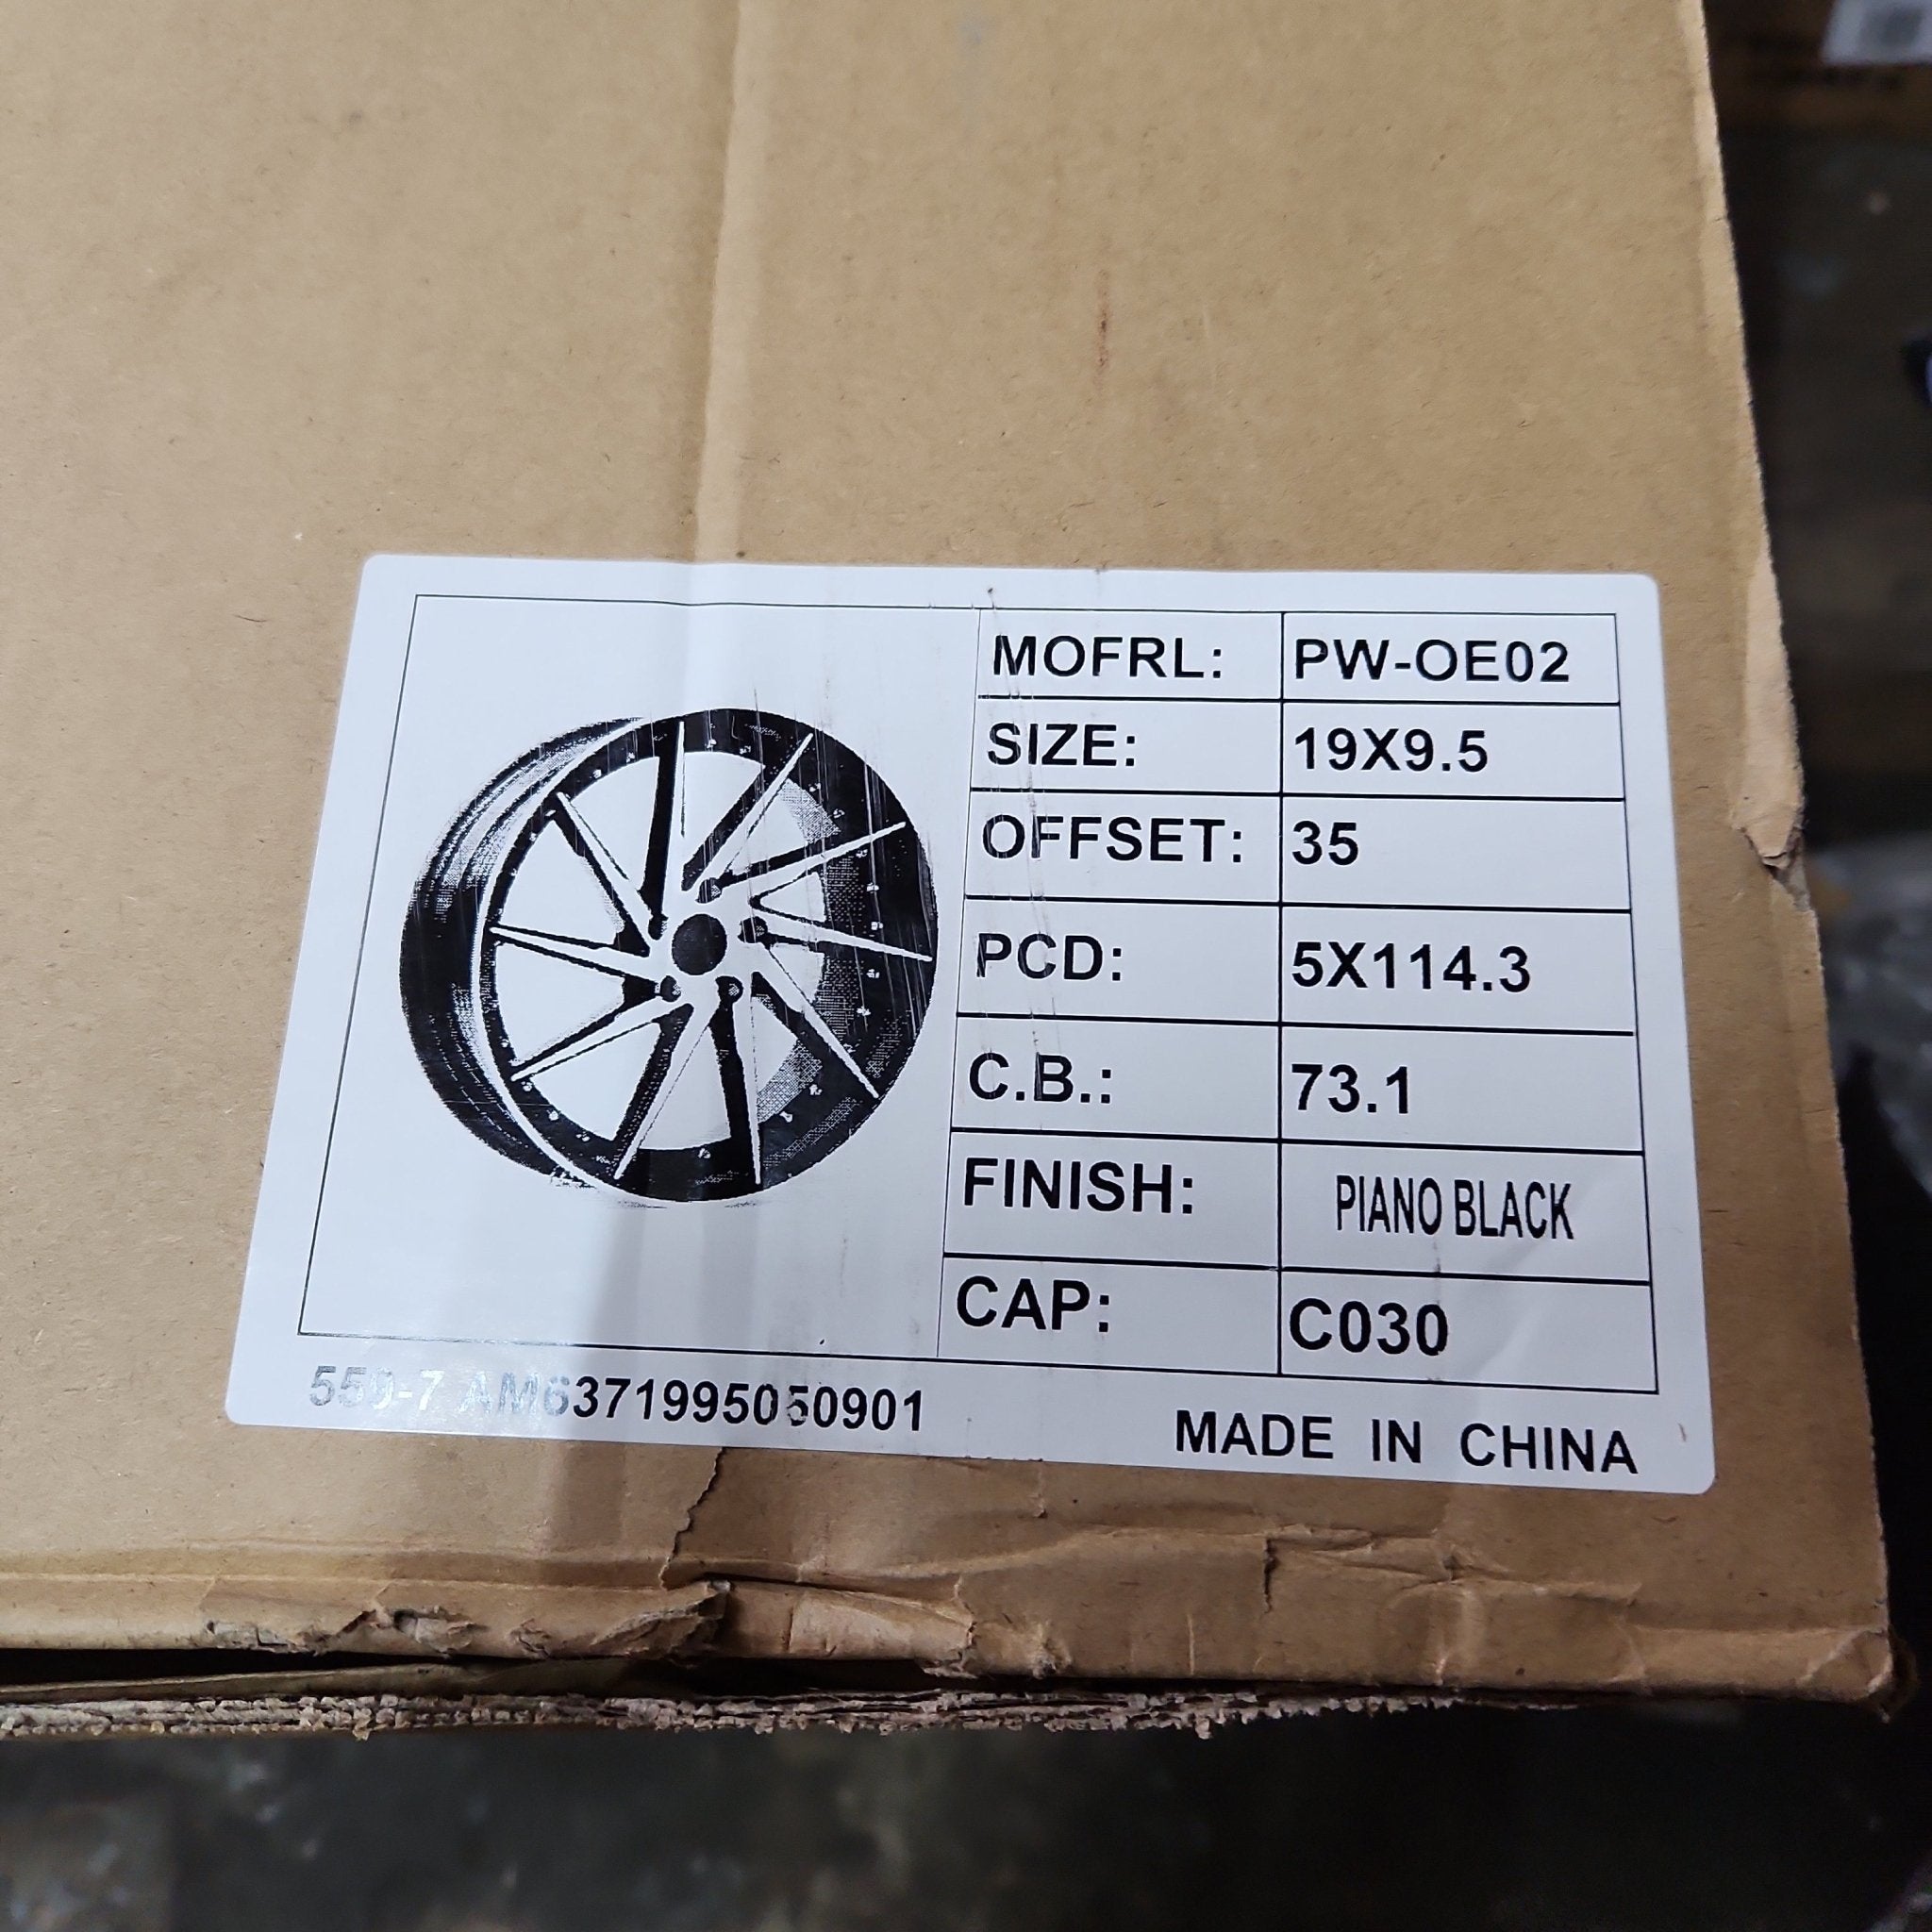 MOFRL: PW-OE02
SIZE: 19X9.5
OFFSET: 35
PCD: 5X114.3
C.B.: 73.1
FINISH: PIANO BLACK
CAP: C030
559-7 AM6371995050901
MADE IN CHINA